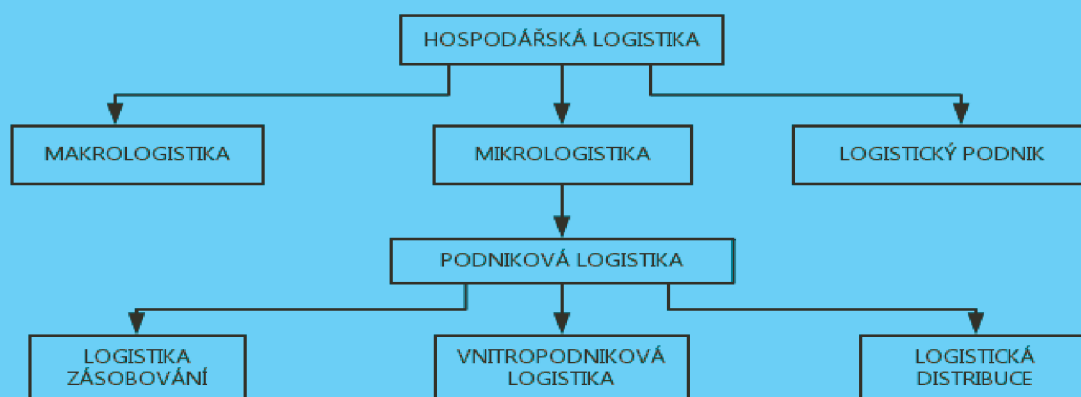 HOSPODÁŘSKÁ LOGISTIKA
MAKROLOGISTIKA
MIKROLOGISTIKA
LOGISTICKÝ PODNIK
PODNIKOVÁ LOGISTIKA
LOGISTIKA
ZÁSOBOVÁNÍ
VNITROPODNIKOVÁ
LOGISTIKA
LOGISTICKÁ
DISTRIBUCE